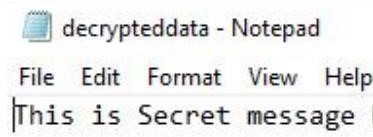 decrypteddata - Notepad
File Edit Format View Help
This is Secret message